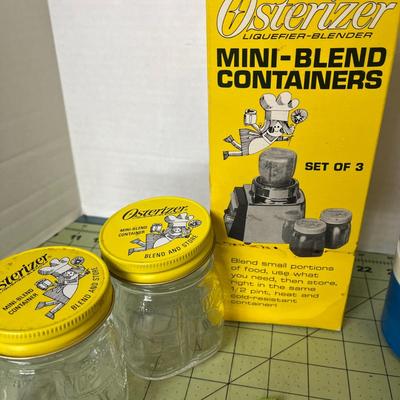 Osterizer
LIQUEFIER-BLENDER
MINI-BLEND
CONTAINERS
SET OF 3
Blend small portions
of food, use what
you need, then store,
right in the same
1/2 pint, heat and
cold-resistant
container!
Osterizer
MINI-BLEND
CONTAINER
BLEND AND STORE
Osterizer
MINI-BLEND
CONTAINER
BLEND AND STORE
22